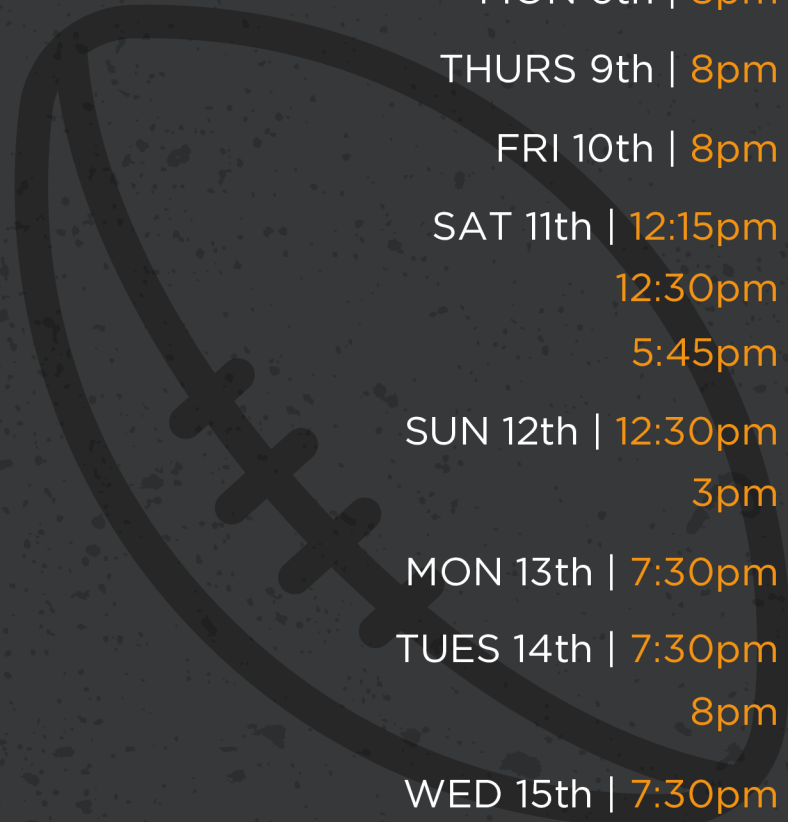 THURS 9th | 8pm
FRI 10th | 8pm
SAT 11th | 12:15pm
12:30pm
5:45pm
SUN 12th | 12:30pm
3pm
MON 13th | 7:30pm
TUES 14th | 7:30pm
8pm
WED 15th | 7:30pm